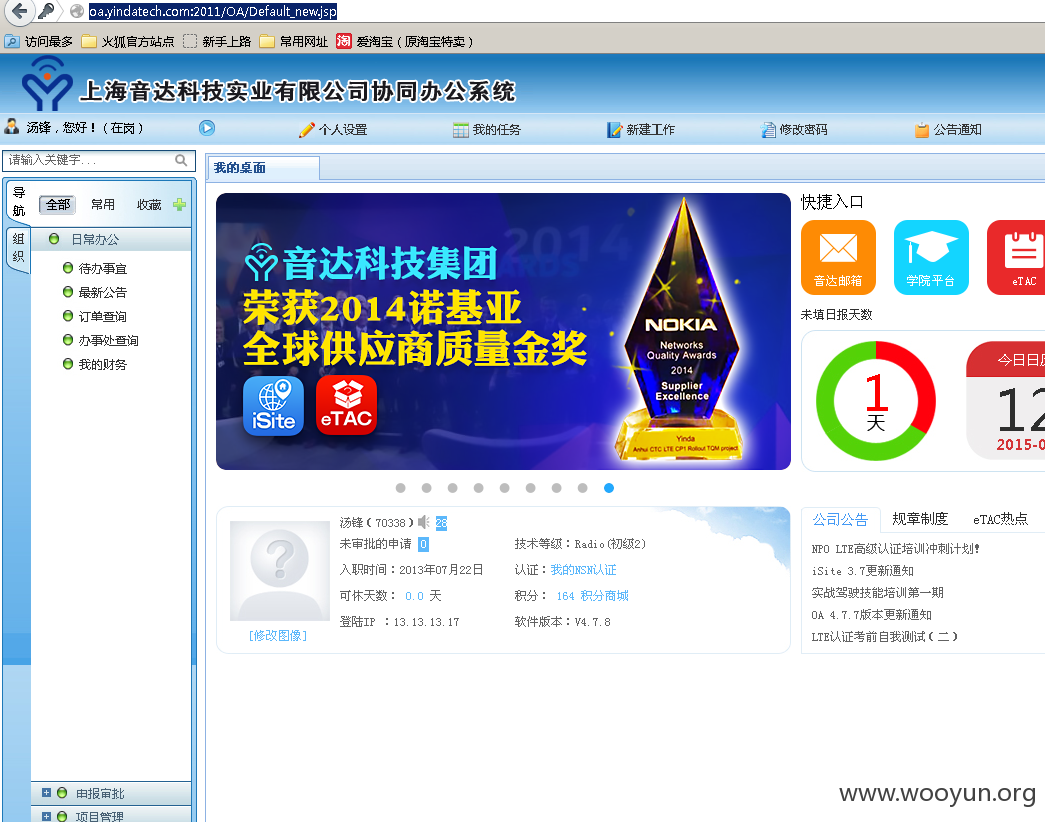 oa.yindatech.com:2011/OA/Default_new.jsp
访问最多 火狐官方站点 新手上路 常用网址 淘 爱淘宝（原淘宝特卖）
上海音达科技实业有限公司协同办公系统
汤锋，您好！（在岗） 个人设置 我的任务 新建工作 修改密码 公告通知
请输入关键字...
我的桌面
导航 全部 常用 收藏
组织
日常办公
待办事宜
最新公告
订单查询
办事处查询
我的财务
申报审批
项目管理
2014
音达科技集团
荣获2014诺基亚
全球供应商质量金奖
iSite
eTAC
NOKIA
Networks
Quality Awards
2014
Supplier
Excellence
Yinda
Anhui CTC LTE CP1 Rollout TQM project
快捷入口
音达邮箱 学院平台 eTAC
未填日报天数
1
天
今日日历
12
2015-0
汤锋（70338） 28
未审批的申请 0 技术等级：Radio(初级2)
入职时间：2013年07月22日 认证：我的NSN认证
可休天数： 0.0 天 积分： 164 积分商城
登陆IP ：13.13.13.17 软件版本：V4.7.8
[修改图像]
公司公告 规章制度 eTAC热点
NPO LTE高级认证培训冲刺计划！
iSite 3.7更新通知
实战驾驶技能培训第一期
OA 4.7.7版本更新通知
LTE认证考前自我测试（二）
www.wooyun.org